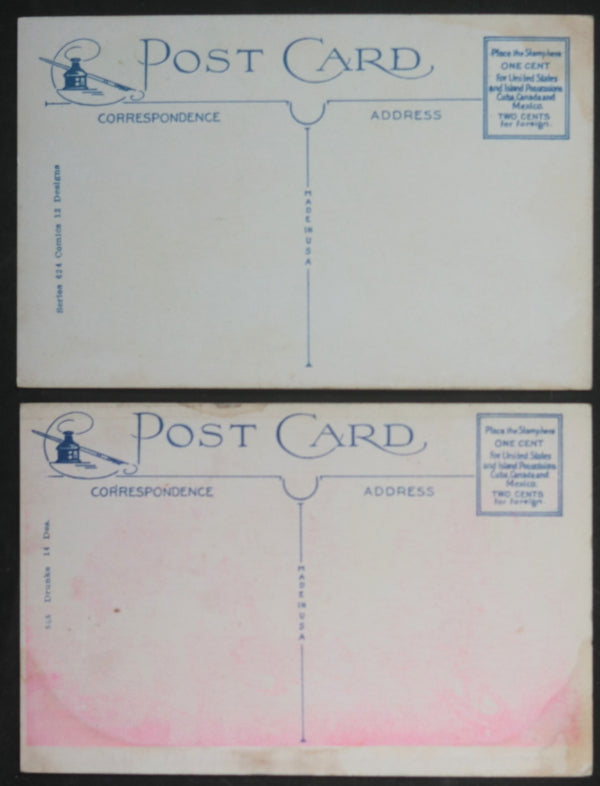 POST CARD
Place the Stamp here
ONE CENT
for United States
and Island Possessions
Cuba, Canada and
Mexico.
TWO CENTS
for foreign.
CORRESPONDENCE
ADDRESS
MADE IN USA
Series 624 Comics 12 Designs
POST CARD
Place the Stamp here
ONE CENT
for United States
and Island Possessions
Cuba, Canada and
Mexico.
TWO CENTS
for foreign.
CORRESPONDENCE
ADDRESS
MADE IN USA
Drunks 14 Des.